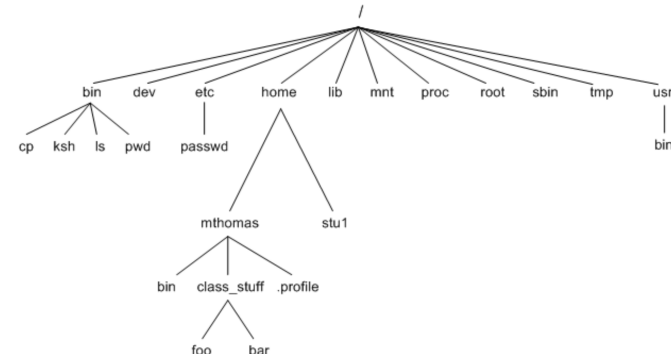 /
bin dev etc home lib mnt proc root sbin tmp usr
cp ksh ls pwd passwd bin
mthomas stu1
bin class_stuff .profile
foo bar